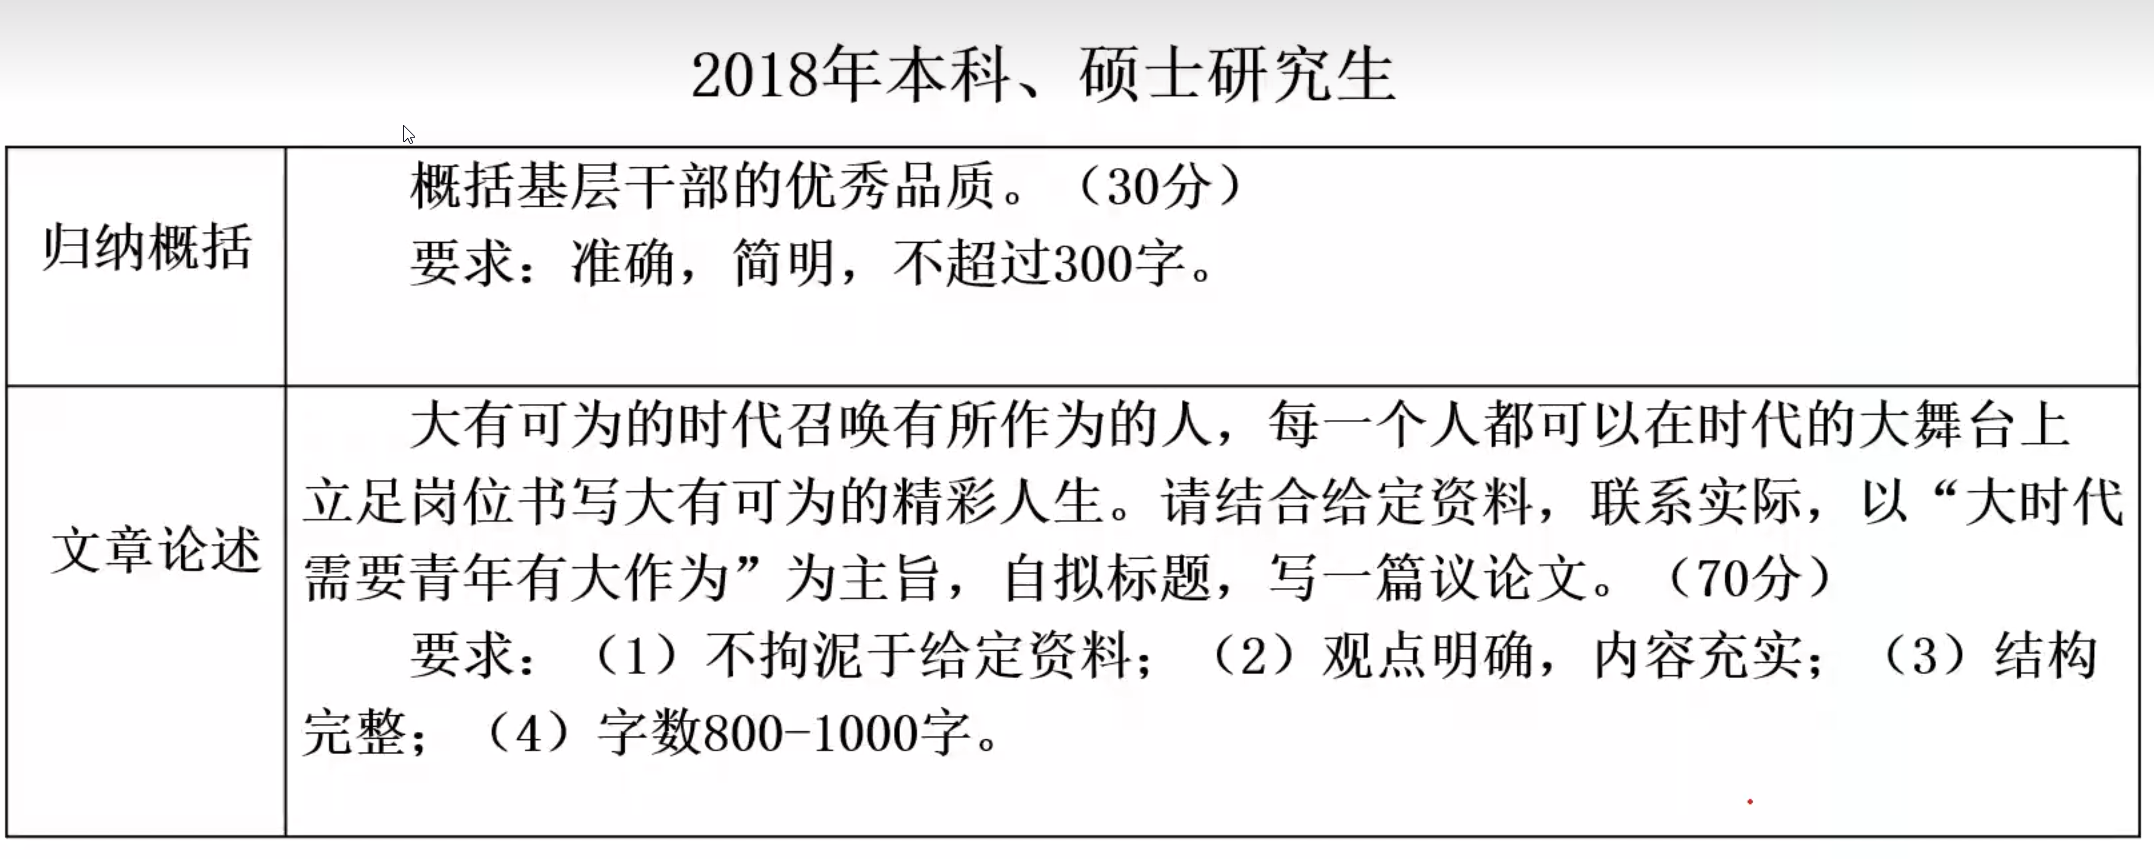 2018年本科、硕士研究生
归纳概括
概括基层干部的优秀品质。（30分）
要求：准确，简明，不超过300字。
文章论述
大有可为的时代召唤有所作为的人，每一个人都可以在时代的大舞台上
立足岗位书写大有可为的精彩人生。请结合给定资料，联系实际，以“大时代
需要青年有大作为”为主旨，自拟标题，写一篇议论文。（70分）
要求：（1）不拘泥于给定资料；（2）观点明确，内容充实；（3）结构
完整；（4）字数800-1000字。